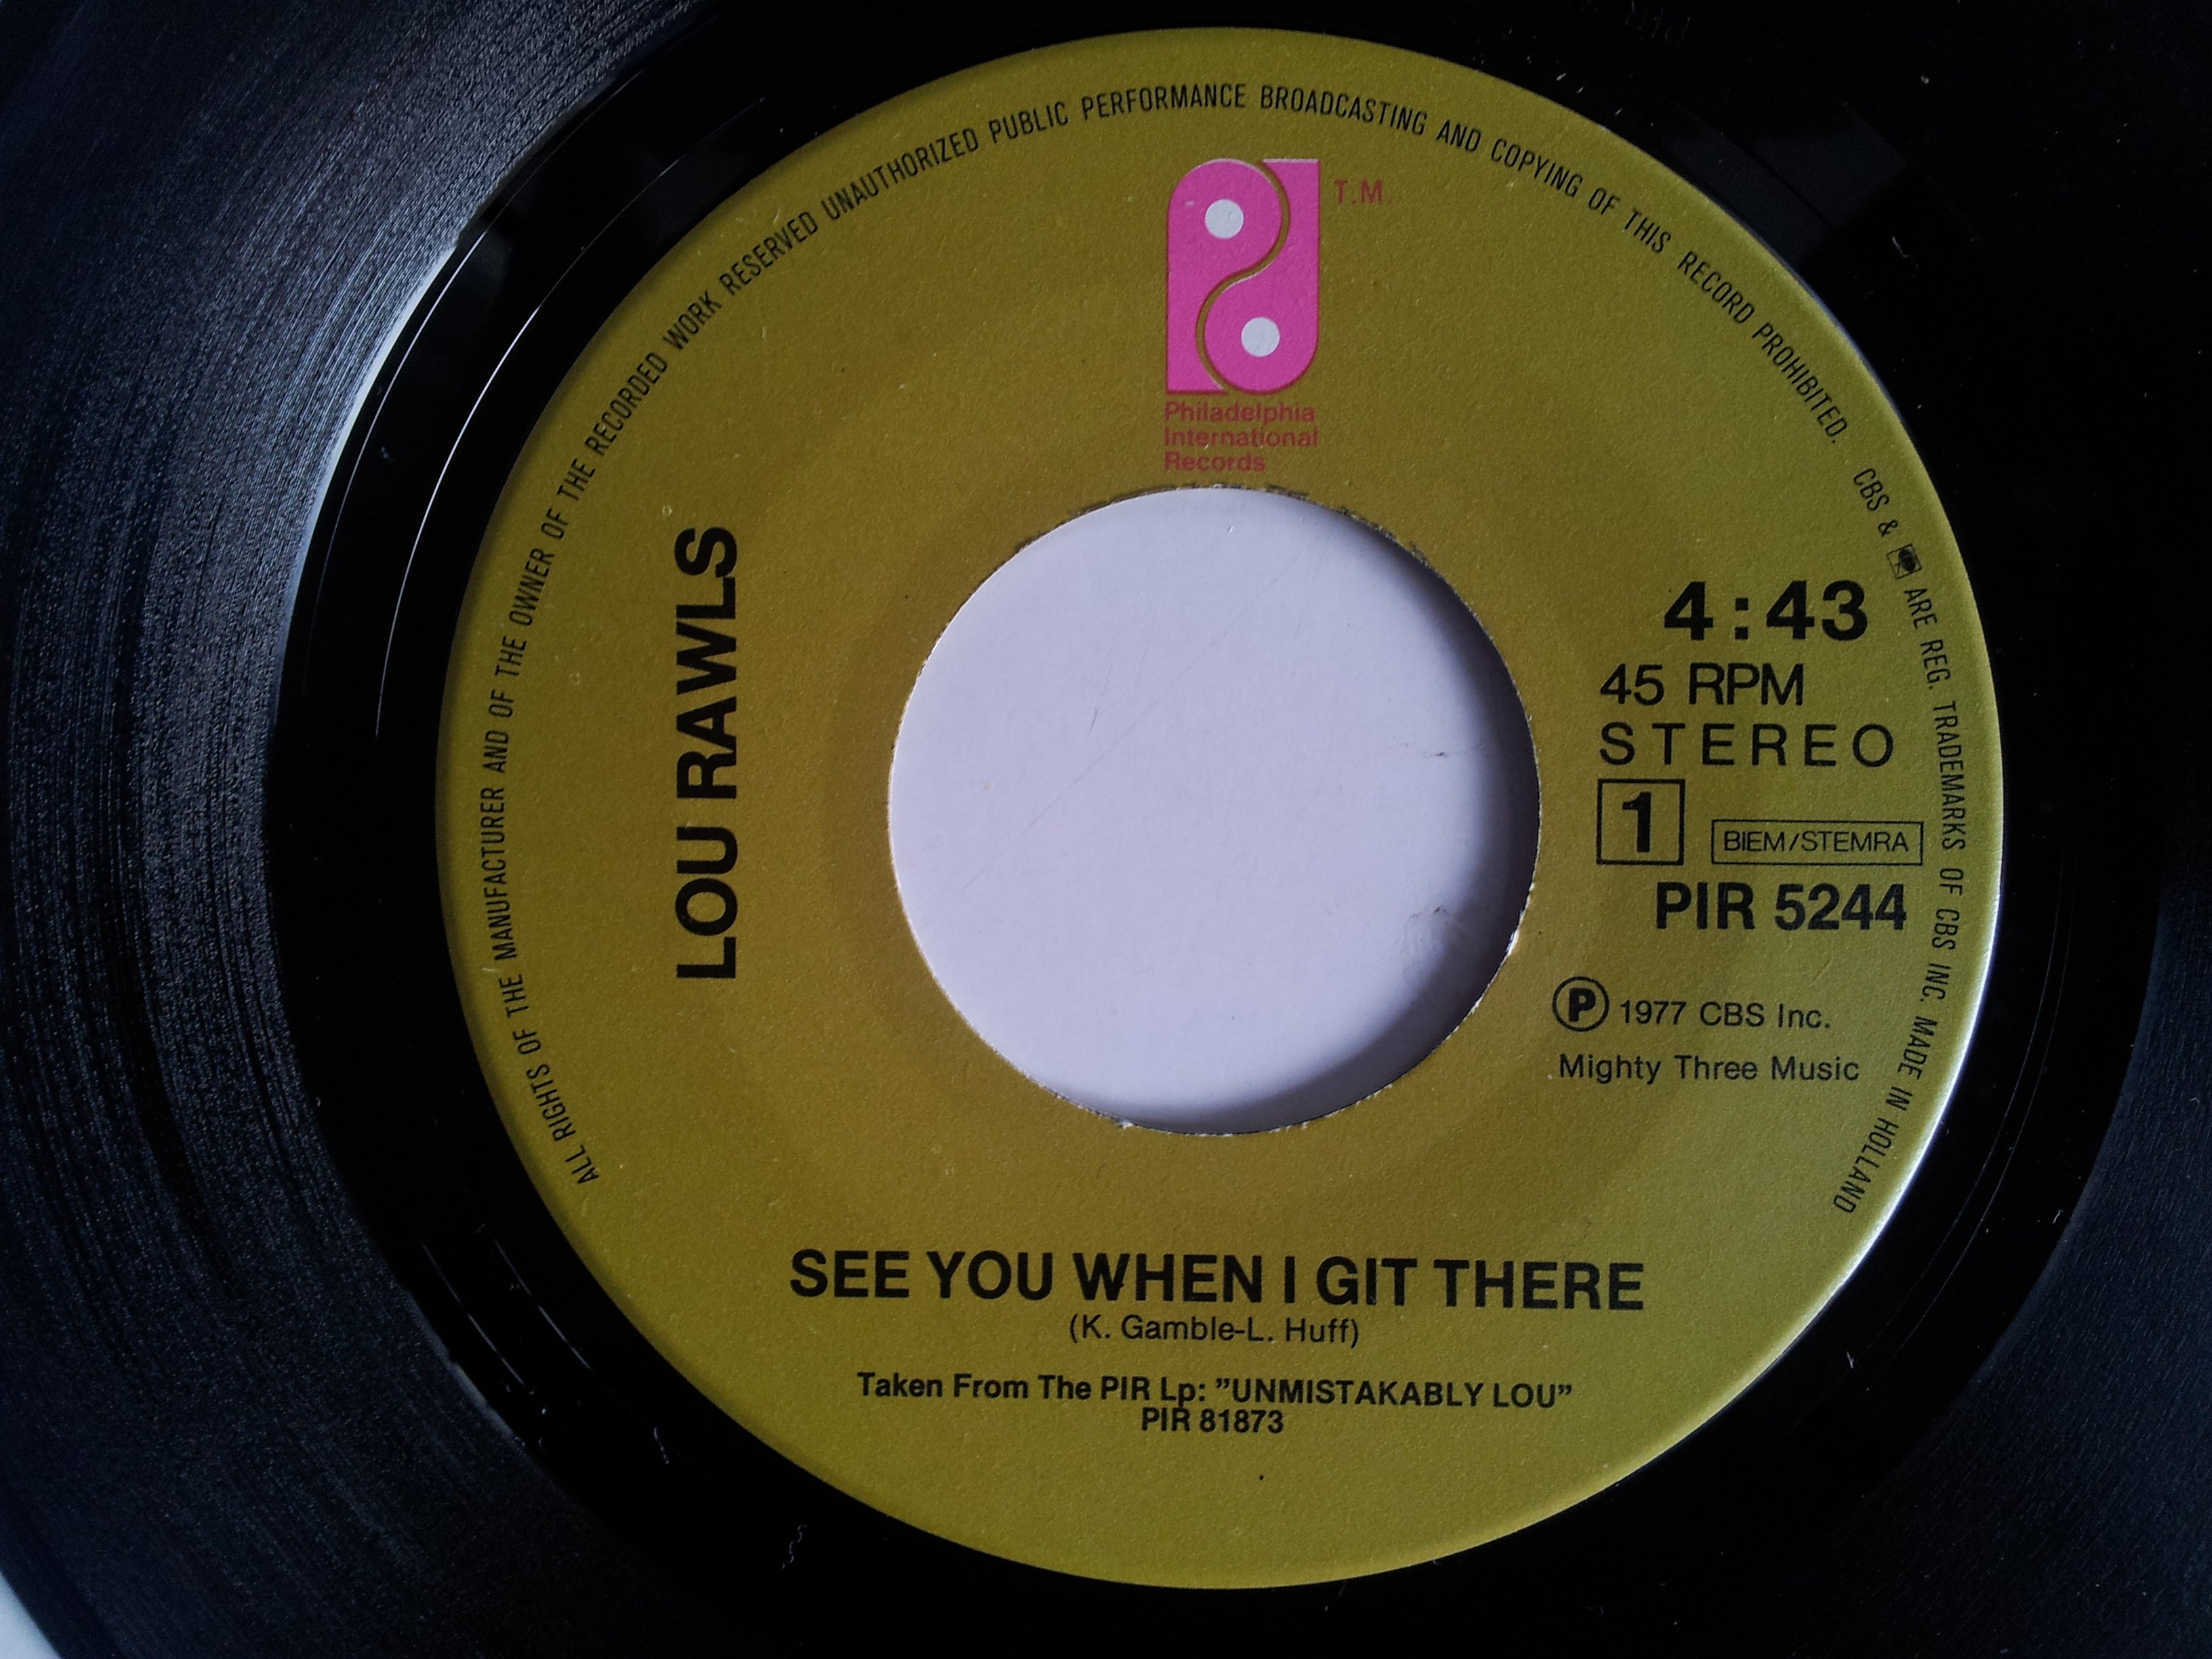 ALL RIGHTS OF THE MANUFACTURER AND OF THE OWNER OF THE RECORDED WORK RESERVED UNAUTHORIZED PUBLIC PERFORMANCE BROADCASTING AND COPYING OF THIS RECORD PROHIBITED. CBS & ARE REG. TRADEMARKS OF CBS INC. MADE IN HOLLAND
T.M.
Philadelphia
International
Records
LOU RAWLS
4:43
45 RPM
STEREO
1
BIEM/STEMRA
PIR 5244
Ⓟ 1977 CBS Inc.
Mighty Three Music
SEE YOU WHEN I GIT THERE
(K. Gamble-L. Huff)
Taken From The PIR Lp: ”UNMISTAKABLY LOU”
PIR 81873